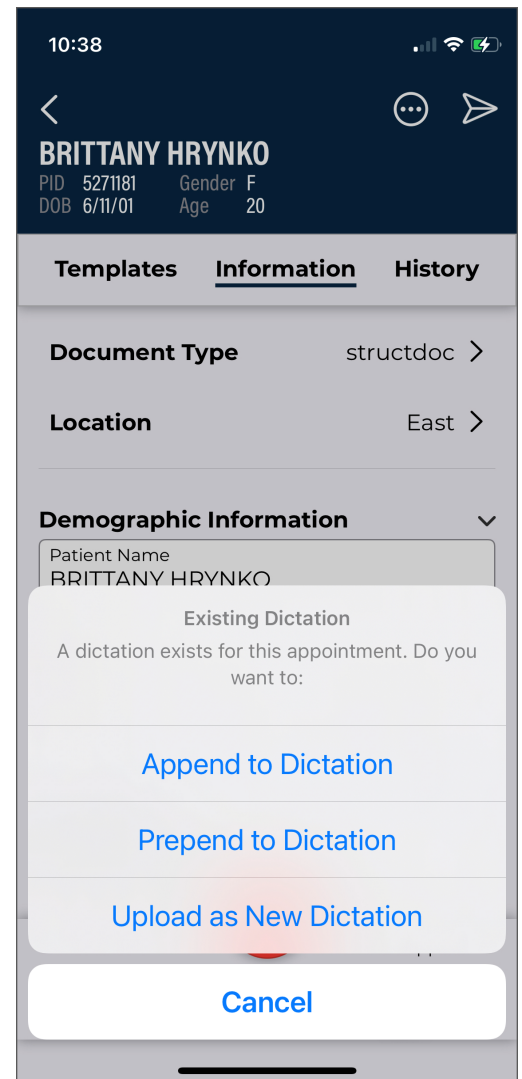 10:38
BRITTANY HRYNKO
PID 5271181 Gender F
DOB 6/11/01 Age 20
Templates Information History
Document Type structdoc
Location East
Demographic Information
Patient Name
BRITTANY HRYNKO
Existing Dictation
A dictation exists for this appointment. Do you
want to:
Append to Dictation
Prepend to Dictation
Upload as New Dictation
Cancel